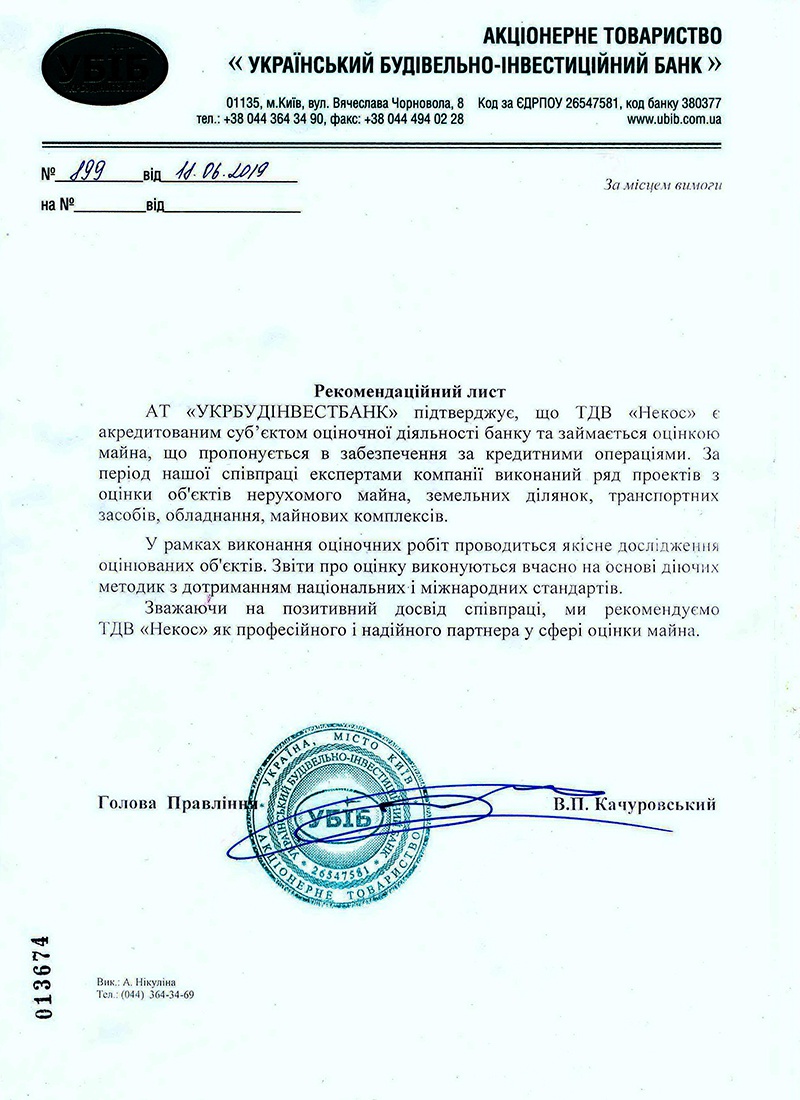 УБІБ
АКЦІОНЕРНЕ ТОВАРИСТВО
« УКРАЇНСЬКИЙ БУДІВЕЛЬНО-ІНВЕСТИЦІЙНИЙ БАНК »
01135, м.Київ, вул. Вячеслава Чорновола, 8 Код за ЄДРПОУ 26547581, код банку 380377
тел.: +38 044 364 34 90, факс: +38 044 494 02 28 www.ubib.com.ua
№ 899 від 11.06.2019
За місцем вимоги
на № від
Рекомендаційний лист
АТ «УКРБУДІНВЕСТБАНК» підтверджує, що ТДВ «Некос» є
акредитованим суб’єктом оціночної діяльності банку та займається оцінкою
майна, що пропонується в забезпечення за кредитними операціями. За
період нашої співпраці експертами компанії виконаний ряд проектів з
оцінки об'єктів нерухомого майна, земельних ділянок, транспортних
засобів, обладнання, майнових комплексів.
У рамках виконання оціночних робіт проводиться якісне дослідження
оцінюваних об'єктів. Звіти про оцінку виконуються вчасно на основі діючих
методик з дотриманням національних і міжнародних стандартів.
Зважаючи на позитивний досвід співпраці, ми рекомендуємо
ТДВ «Некос» як професійного і надійного партнера у сфері оцінки майна.
Голова Правління В.П. Качуровський
УКРАЇНА, МІСТО КИЇВ
АКЦІОНЕРНЕ ТОВАРИСТВО
УКРАЇНСЬКИЙ БУДІВЕЛЬНО-ІНВЕСТИЦІЙНИЙ БАНК
УБІБ
* 26547581 *
Вик.: А. Нікуліна
Тел.: (044) 364-34-69
013674